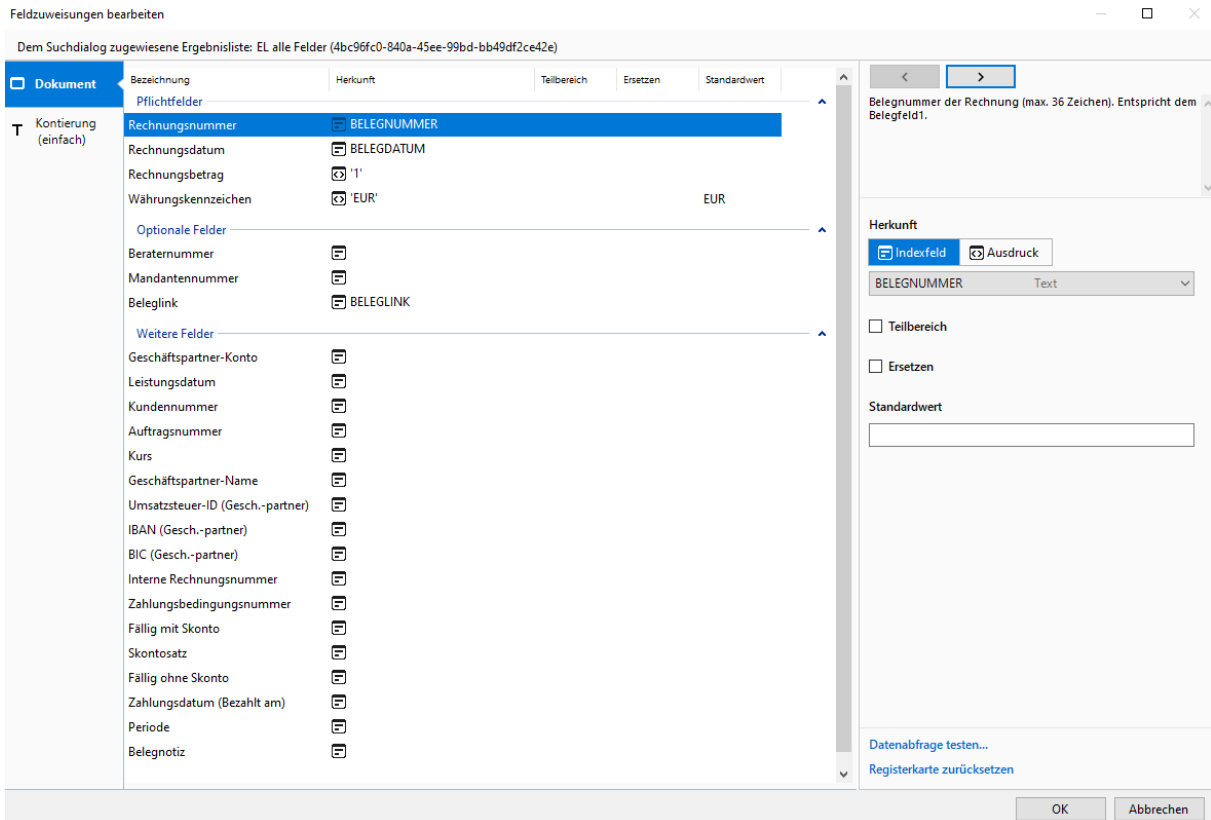 Feldzuweisungen bearbeiten
Dem Suchdialog zugewiesene Ergebnisliste: EL alle Felder (4bc96fc0-840a-45ee-99bd-bb49df2ce42e)
Dokument
Kontierung
(einfach)
Bezeichnung Herkunft Teilbereich Ersetzen Standardwert
Pflichtfelder
Rechnungsnummer BELEGNUMMER
Rechnungsdatum BELEGDATUM
Rechnungsbetrag '1'
Währungskennzeichen 'EUR' EUR
Optionale Felder
Beraternummer
Mandantennummer
Beleglink BELEGLINK
Weitere Felder
Geschäftspartner-Konto
Leistungsdatum
Kundennummer
Auftragsnummer
Kurs
Geschäftspartner-Name
Umsatzsteuer-ID (Gesch.-partner)
IBAN (Gesch.-partner)
BIC (Gesch.-partner)
Interne Rechnungsnummer
Zahlungsbedingungsnummer
Fällig mit Skonto
Skontosatz
Fällig ohne Skonto
Zahlungsdatum (Bezahlt am)
Periode
Belegnotiz
Belegnummer der Rechnung (max. 36 Zeichen). Entspricht dem
Belegfeld1.
Herkunft
Indexfeld Ausdruck
BELEGNUMMER Text
Teilbereich
Ersetzen
Standardwert
Datenabfrage testen...
Registerkarte zurücksetzen
OK Abbrechen